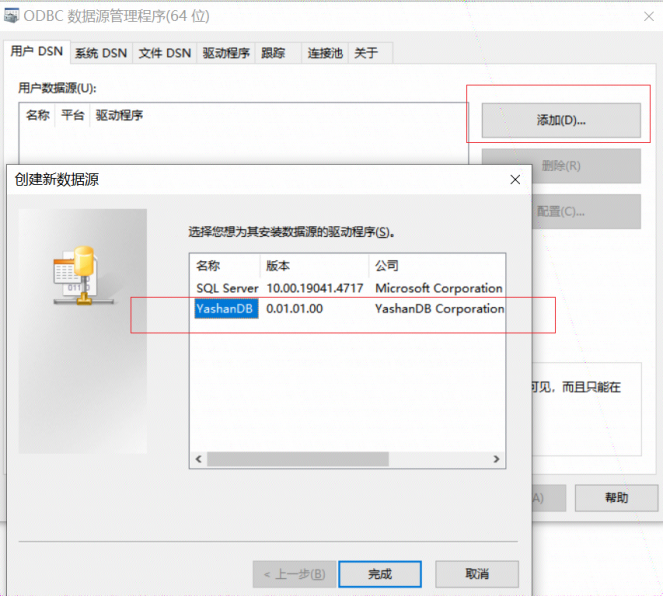 ODBC 数据源管理程序(64 位)
用户 DSN 系统 DSN 文件 DSN 驱动程序 跟踪 连接池 关于
用户数据源(U):
名称 平台 驱动程序
添加(D)...
删除(R)
配置(C)...
创建新数据源
选择您想为其安装数据源的驱动程序(S)。
名称 版本 公司
SQL Server 10.00.19041.4717 Microsoft Corporation
YashanDB 0.01.01.00 YashanDB Corporation
可见，而且只能在
A)
帮助
< 上一步(B)
完成
取消